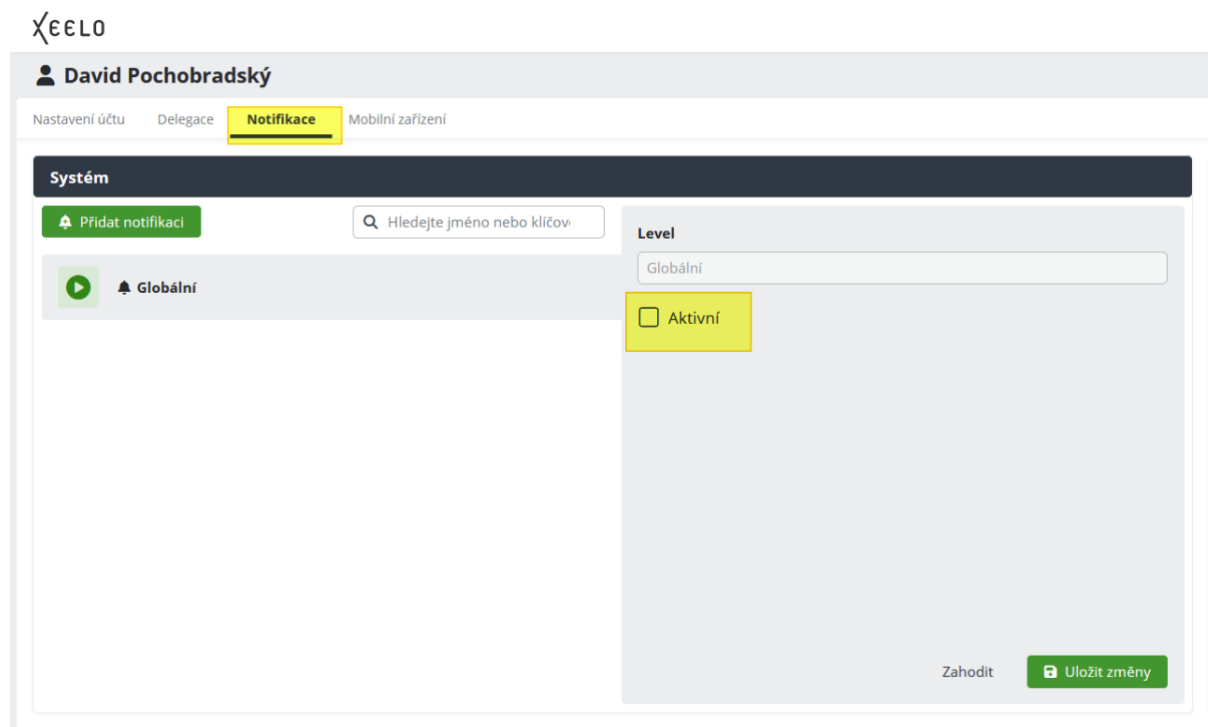 XEELO
David Pochobradský
Nastavení účtu Delegace Notifikace Mobilní zařízení
Systém
Přidat notifikaci
Hledejte jméno nebo klíčov
Level
Globální
Globální
Aktivní
Zahodit
Uložit změny